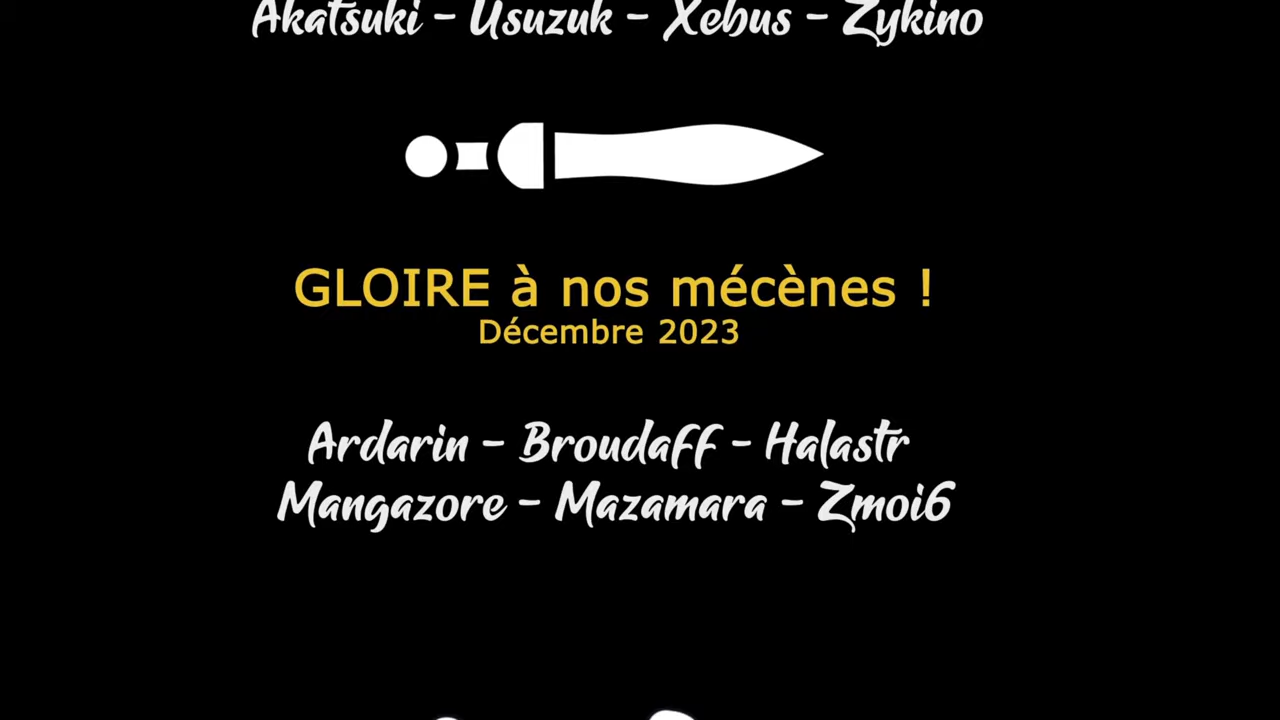 Akatsuki - Usuzuk - Xebus - Zykino
GLOIRE à nos mécènes !
Décembre 2023
Ardarin - Broudaff - Halastr
Mangazore - Mazamara - Zmoi6